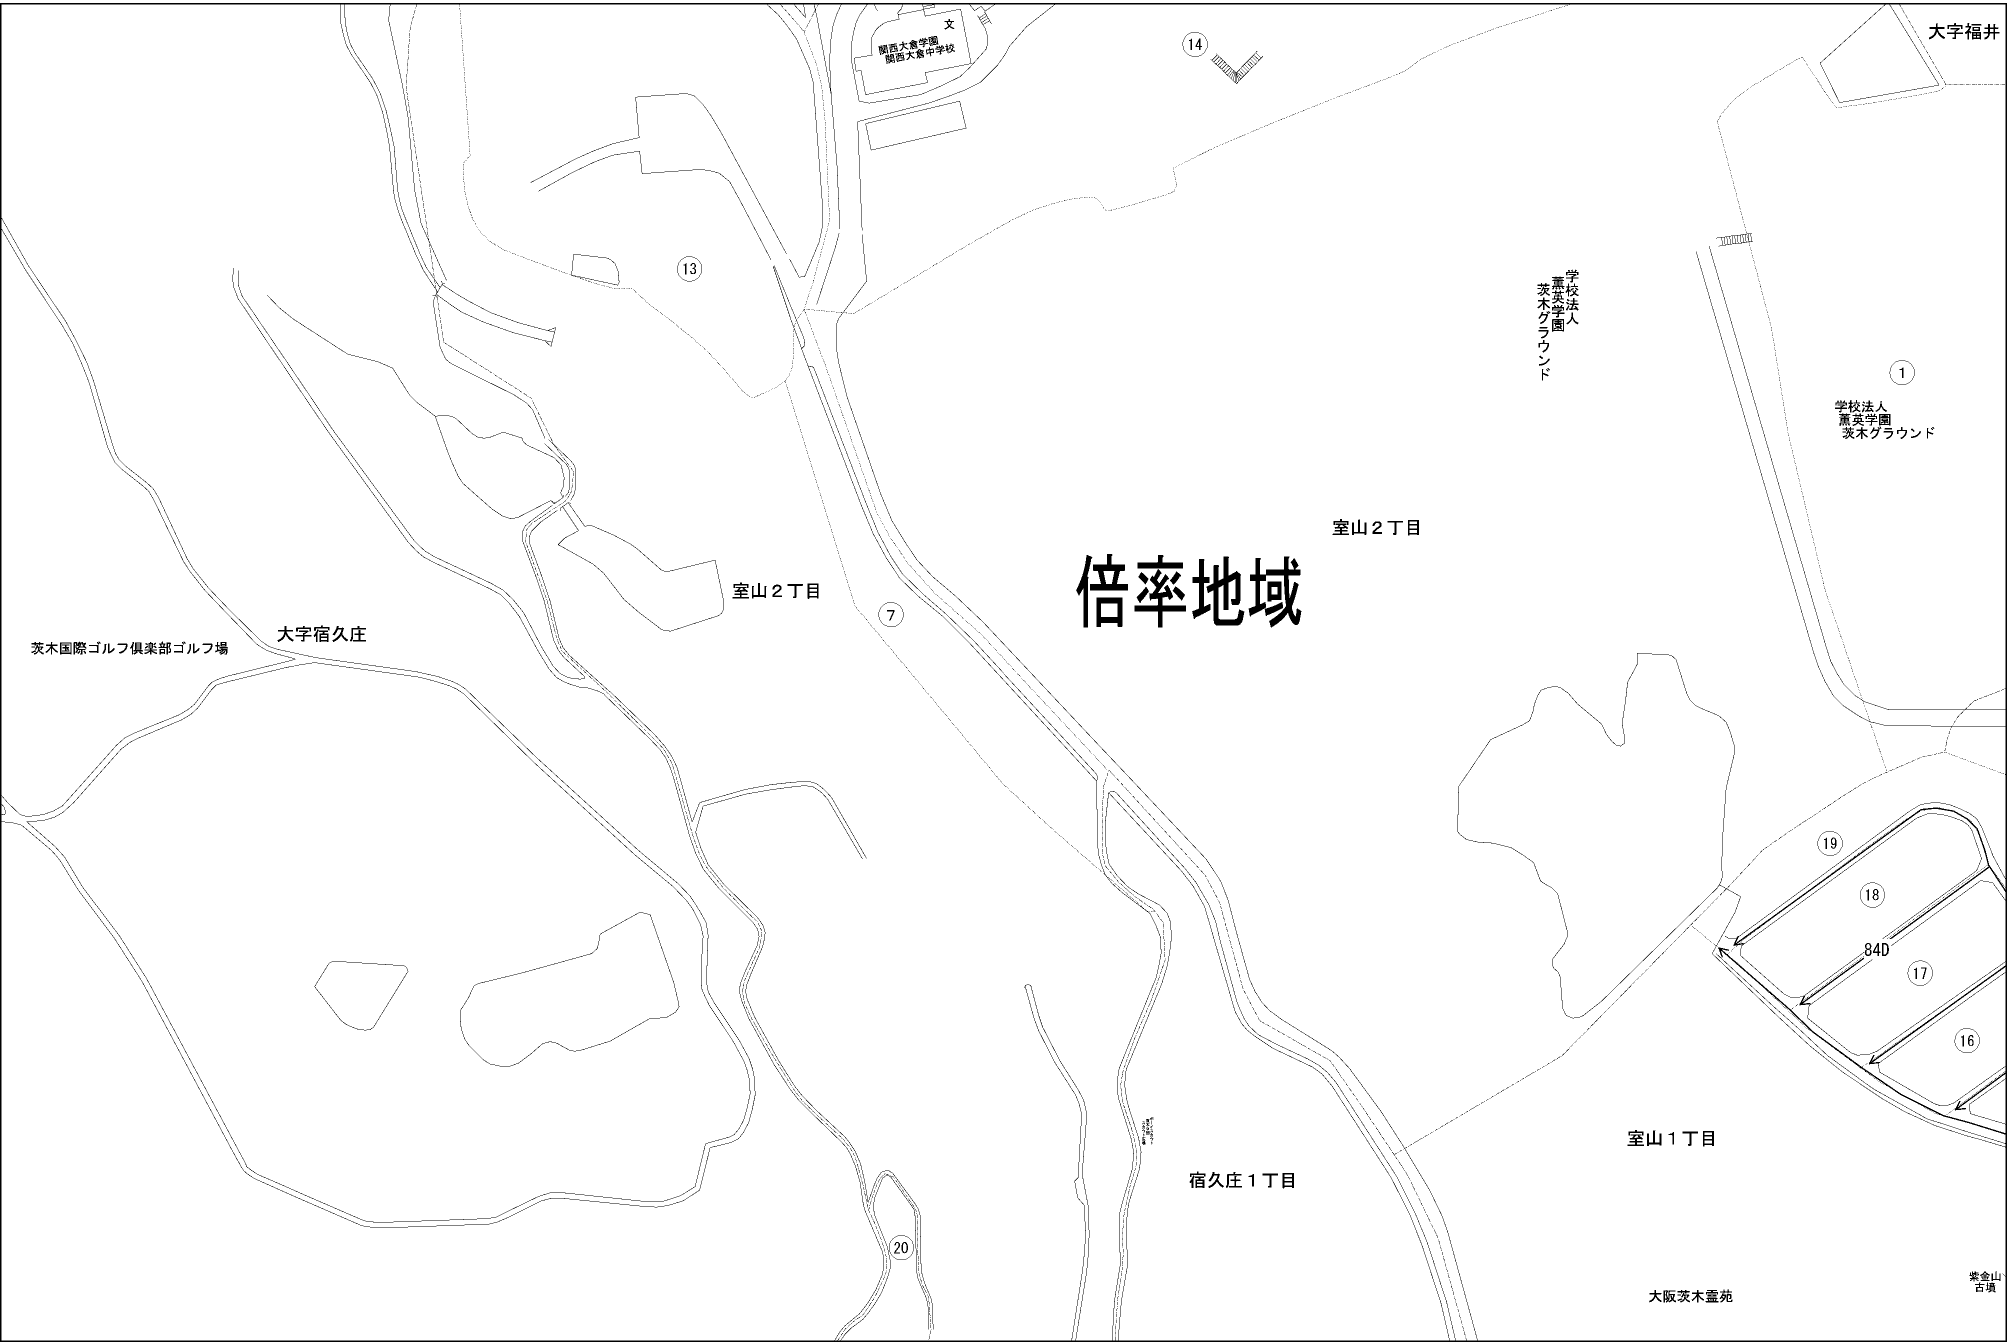 文
関西大倉学園
関西大倉中学校
14
大字福井
13
学校法人
薫英学園
茨木グラウンド
1
学校法人
薫英学園
茨木グラウンド
室山２丁目
倍率地域
室山２丁目
7
大字宿久庄
茨木国際ゴルフ倶楽部ゴルフ場
19
18
84D
17
16
室山１丁目
宿久庄１丁目
20
紫金山
古墳
大阪茨木霊苑